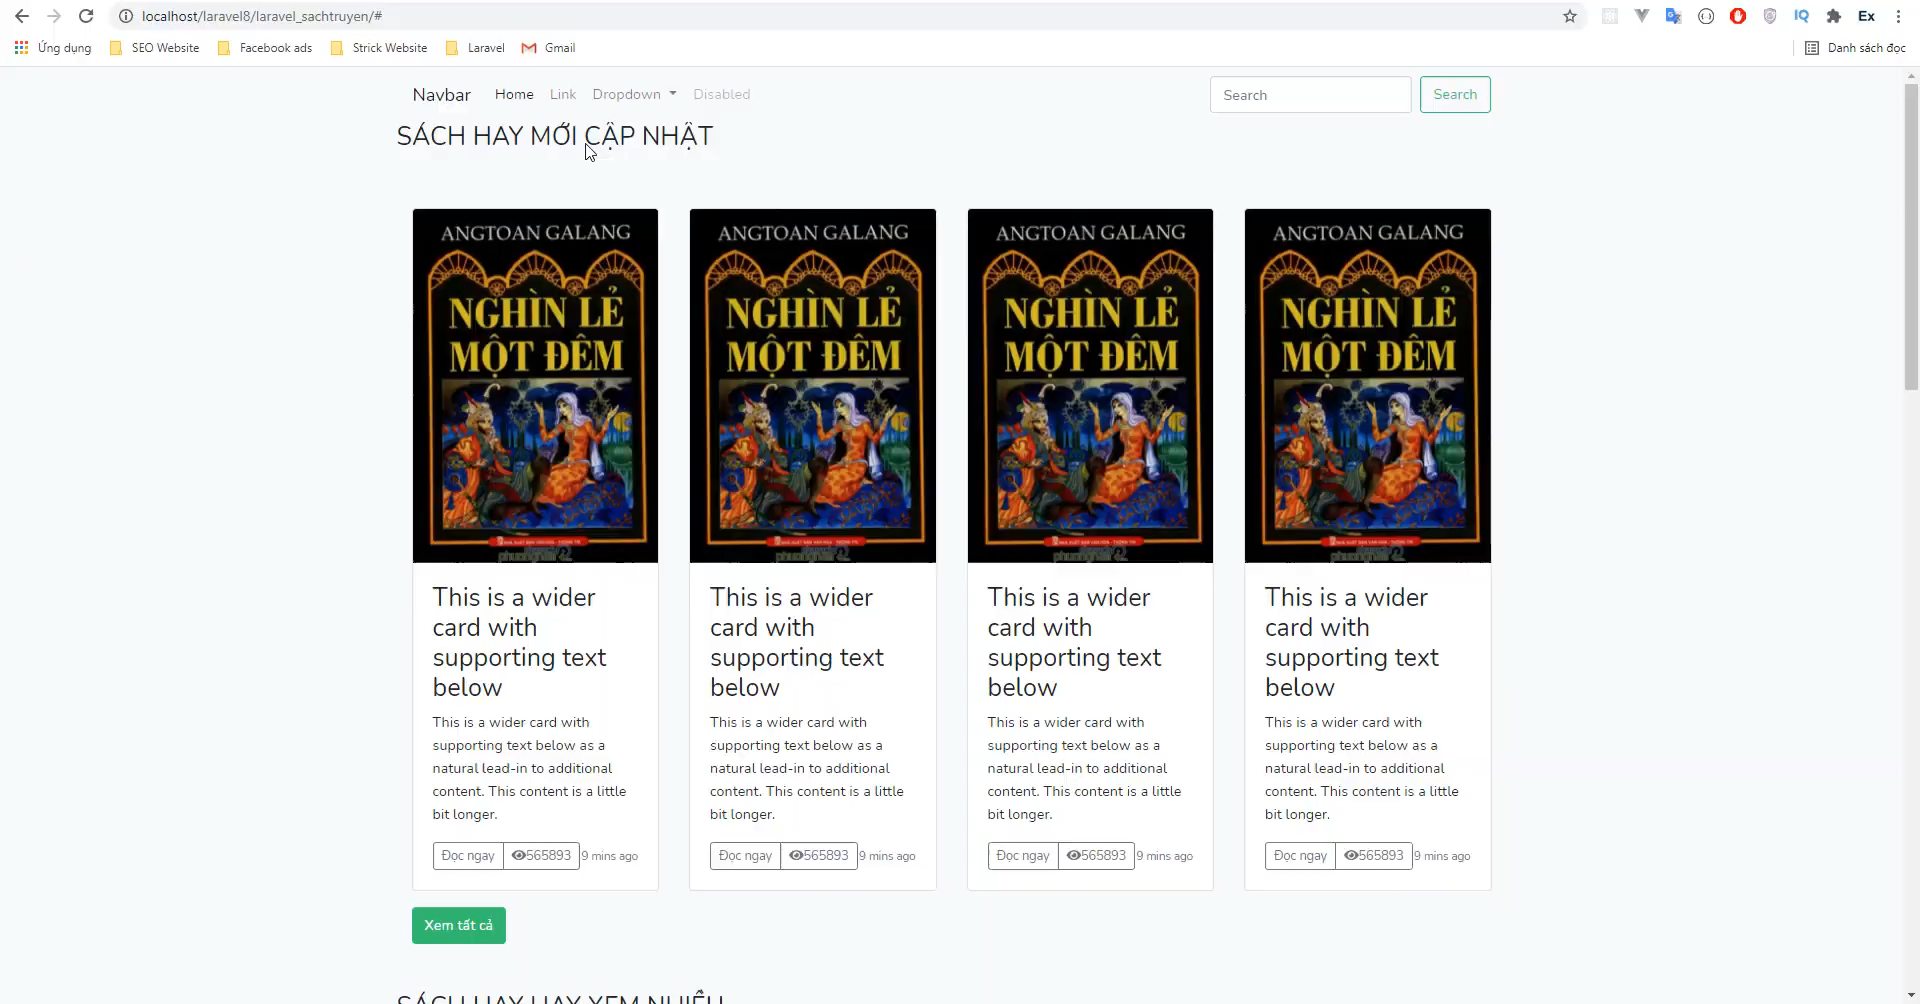 localhost/laravel8/laravel_sachtruyen/#
Ex
Ứng dụng SEO Website Facebook ads Strick Website Laravel Gmail Danh sách đọc
Navbar Home Link Dropdown Disabled Search Search
SÁCH HAY MỚI CẬP NHẬT
ANGTOAN GALANG ANGTOAN GALANG ANGTOAN GALANG ANGTOAN GALANG
NGHÌN LẺ NGHÌN LẺ NGHÌN LẺ NGHÌN LẺ
MỘT ĐÊM MỘT ĐÊM MỘT ĐÊM MỘT ĐÊM
This is a wider This is a wider This is a wider This is a wider
card with card with card with card with
supporting text supporting text supporting text supporting text
below below below below
This is a wider card with This is a wider card with This is a wider card with This is a wider card with
supporting text below as a supporting text below as a supporting text below as a supporting text below as a
natural lead-in to additional natural lead-in to additional natural lead-in to additional natural lead-in to additional
content. This content is a little content. This content is a little content. This content is a little content. This content is a little
bit longer. bit longer. bit longer. bit longer.
Đọc ngay 565893 9 mins ago Đọc ngay 565893 9 mins ago Đọc ngay 565893 9 mins ago Đọc ngay 565893 9 mins ago
Xem tất cả
SÁCH HAY HAY XEM NHIỀU